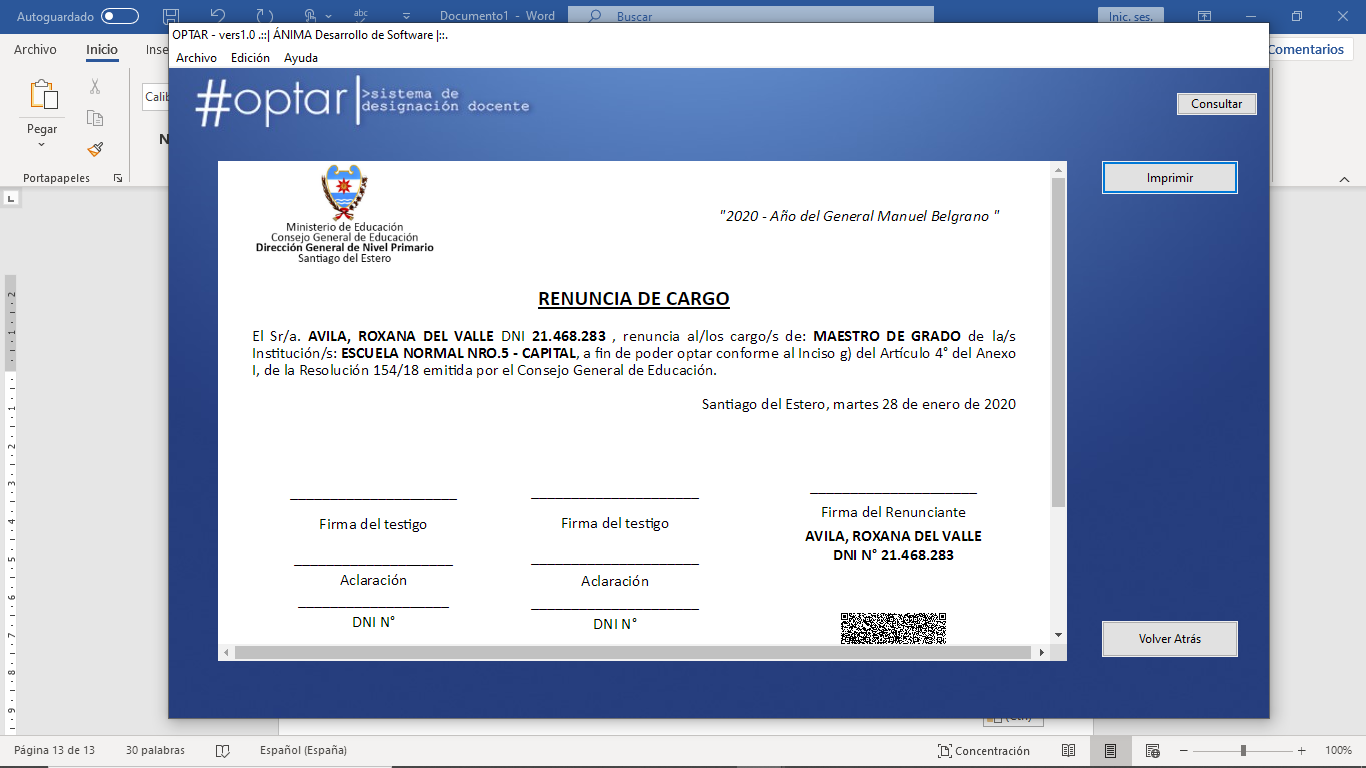 Autoguardado
Documento1 - Word
Buscar
Inic. ses.
OPTAR - vers1.0 .::| ÁNIMA Desarrollo de Software |::.
Archivo Inicio Inse
Comentarios
Archivo Edición Ayuda
#optar >sistema de
designación docente
Consultar
Calib
Pegar
N
Portapapeles
Imprimir
Ministerio de Educación
Consejo General de Educación
Dirección General de Nivel Primario
Santiago del Estero
"2020 - Año del General Manuel Belgrano "
RENUNCIA DE CARGO
El Sr/a. AVILA, ROXANA DEL VALLE DNI 21.468.283 , renuncia al/los cargo/s de: MAESTRO DE GRADO de la/s
Institución/s: ESCUELA NORMAL NRO.5 - CAPITAL, a fin de poder optar conforme al Inciso g) del Artículo 4° del Anexo
I, de la Resolución 154/18 emitida por el Consejo General de Educación.
Santiago del Estero, martes 28 de enero de 2020
Firma del testigo
Firma del testigo
Firma del Renunciante
AVILA, ROXANA DEL VALLE
DNI N° 21.468.283
Aclaración
Aclaración
DNI N°
DNI N°
Volver Atrás
Página 13 de 13
30 palabras
Español (España)
Concentración
100%